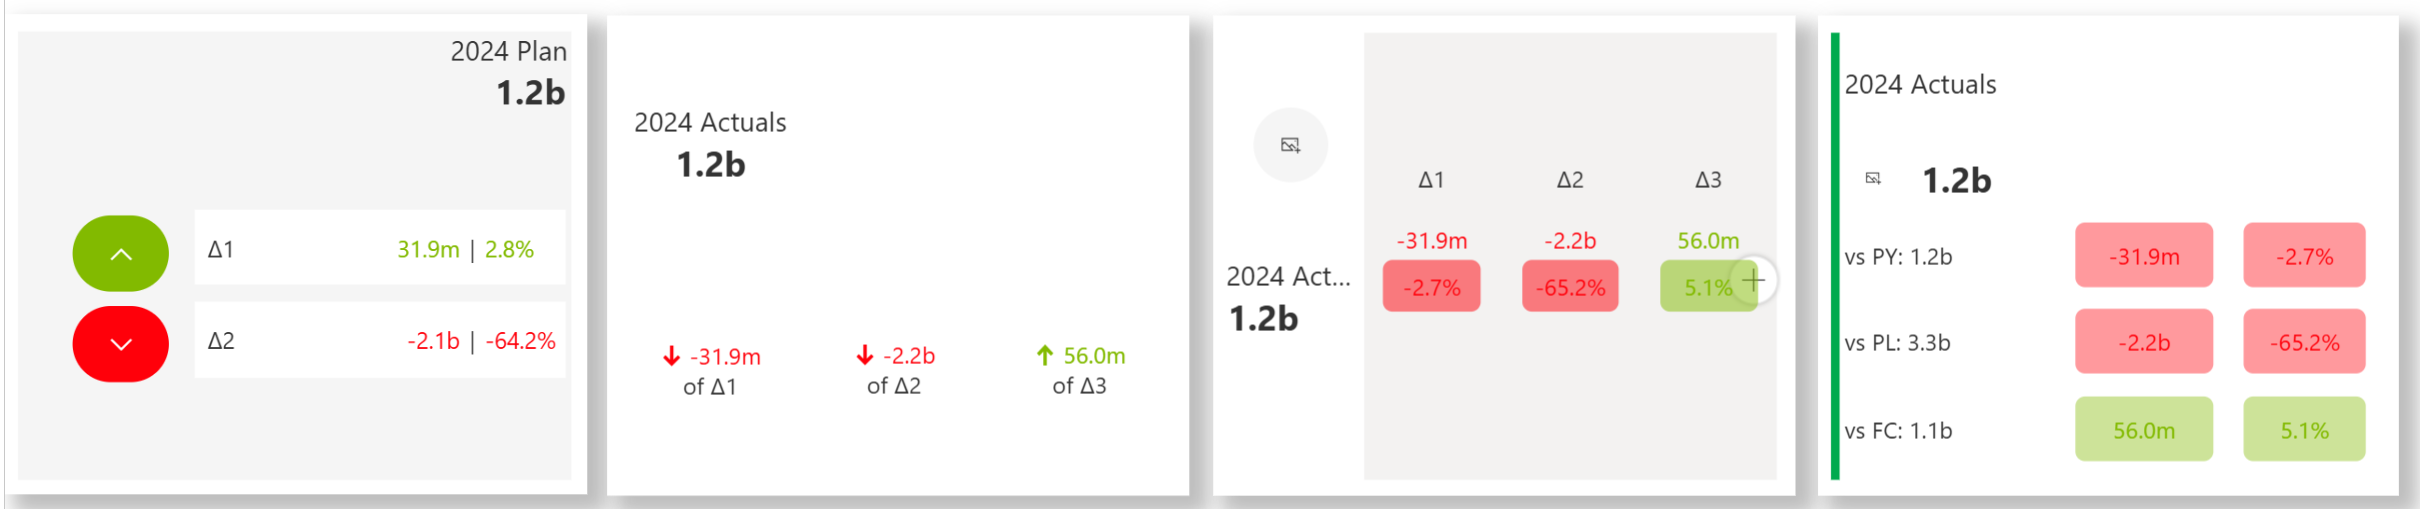 2024 Plan
1.2b
Δ1 31.9m | 2.8%
Δ2 -2.1b | -64.2%
2024 Actuals
1.2b
-31.9m -2.2b 56.0m
of Δ1 of Δ2 of Δ3
2024 Act...
1.2b
Δ1 Δ2 Δ3
-31.9m -2.2b 56.0m
-2.7% -65.2% 5.1%
2024 Actuals
1.2b
vs PY: 1.2b -31.9m -2.7%
vs PL: 3.3b -2.2b -65.2%
vs FC: 1.1b 56.0m 5.1%